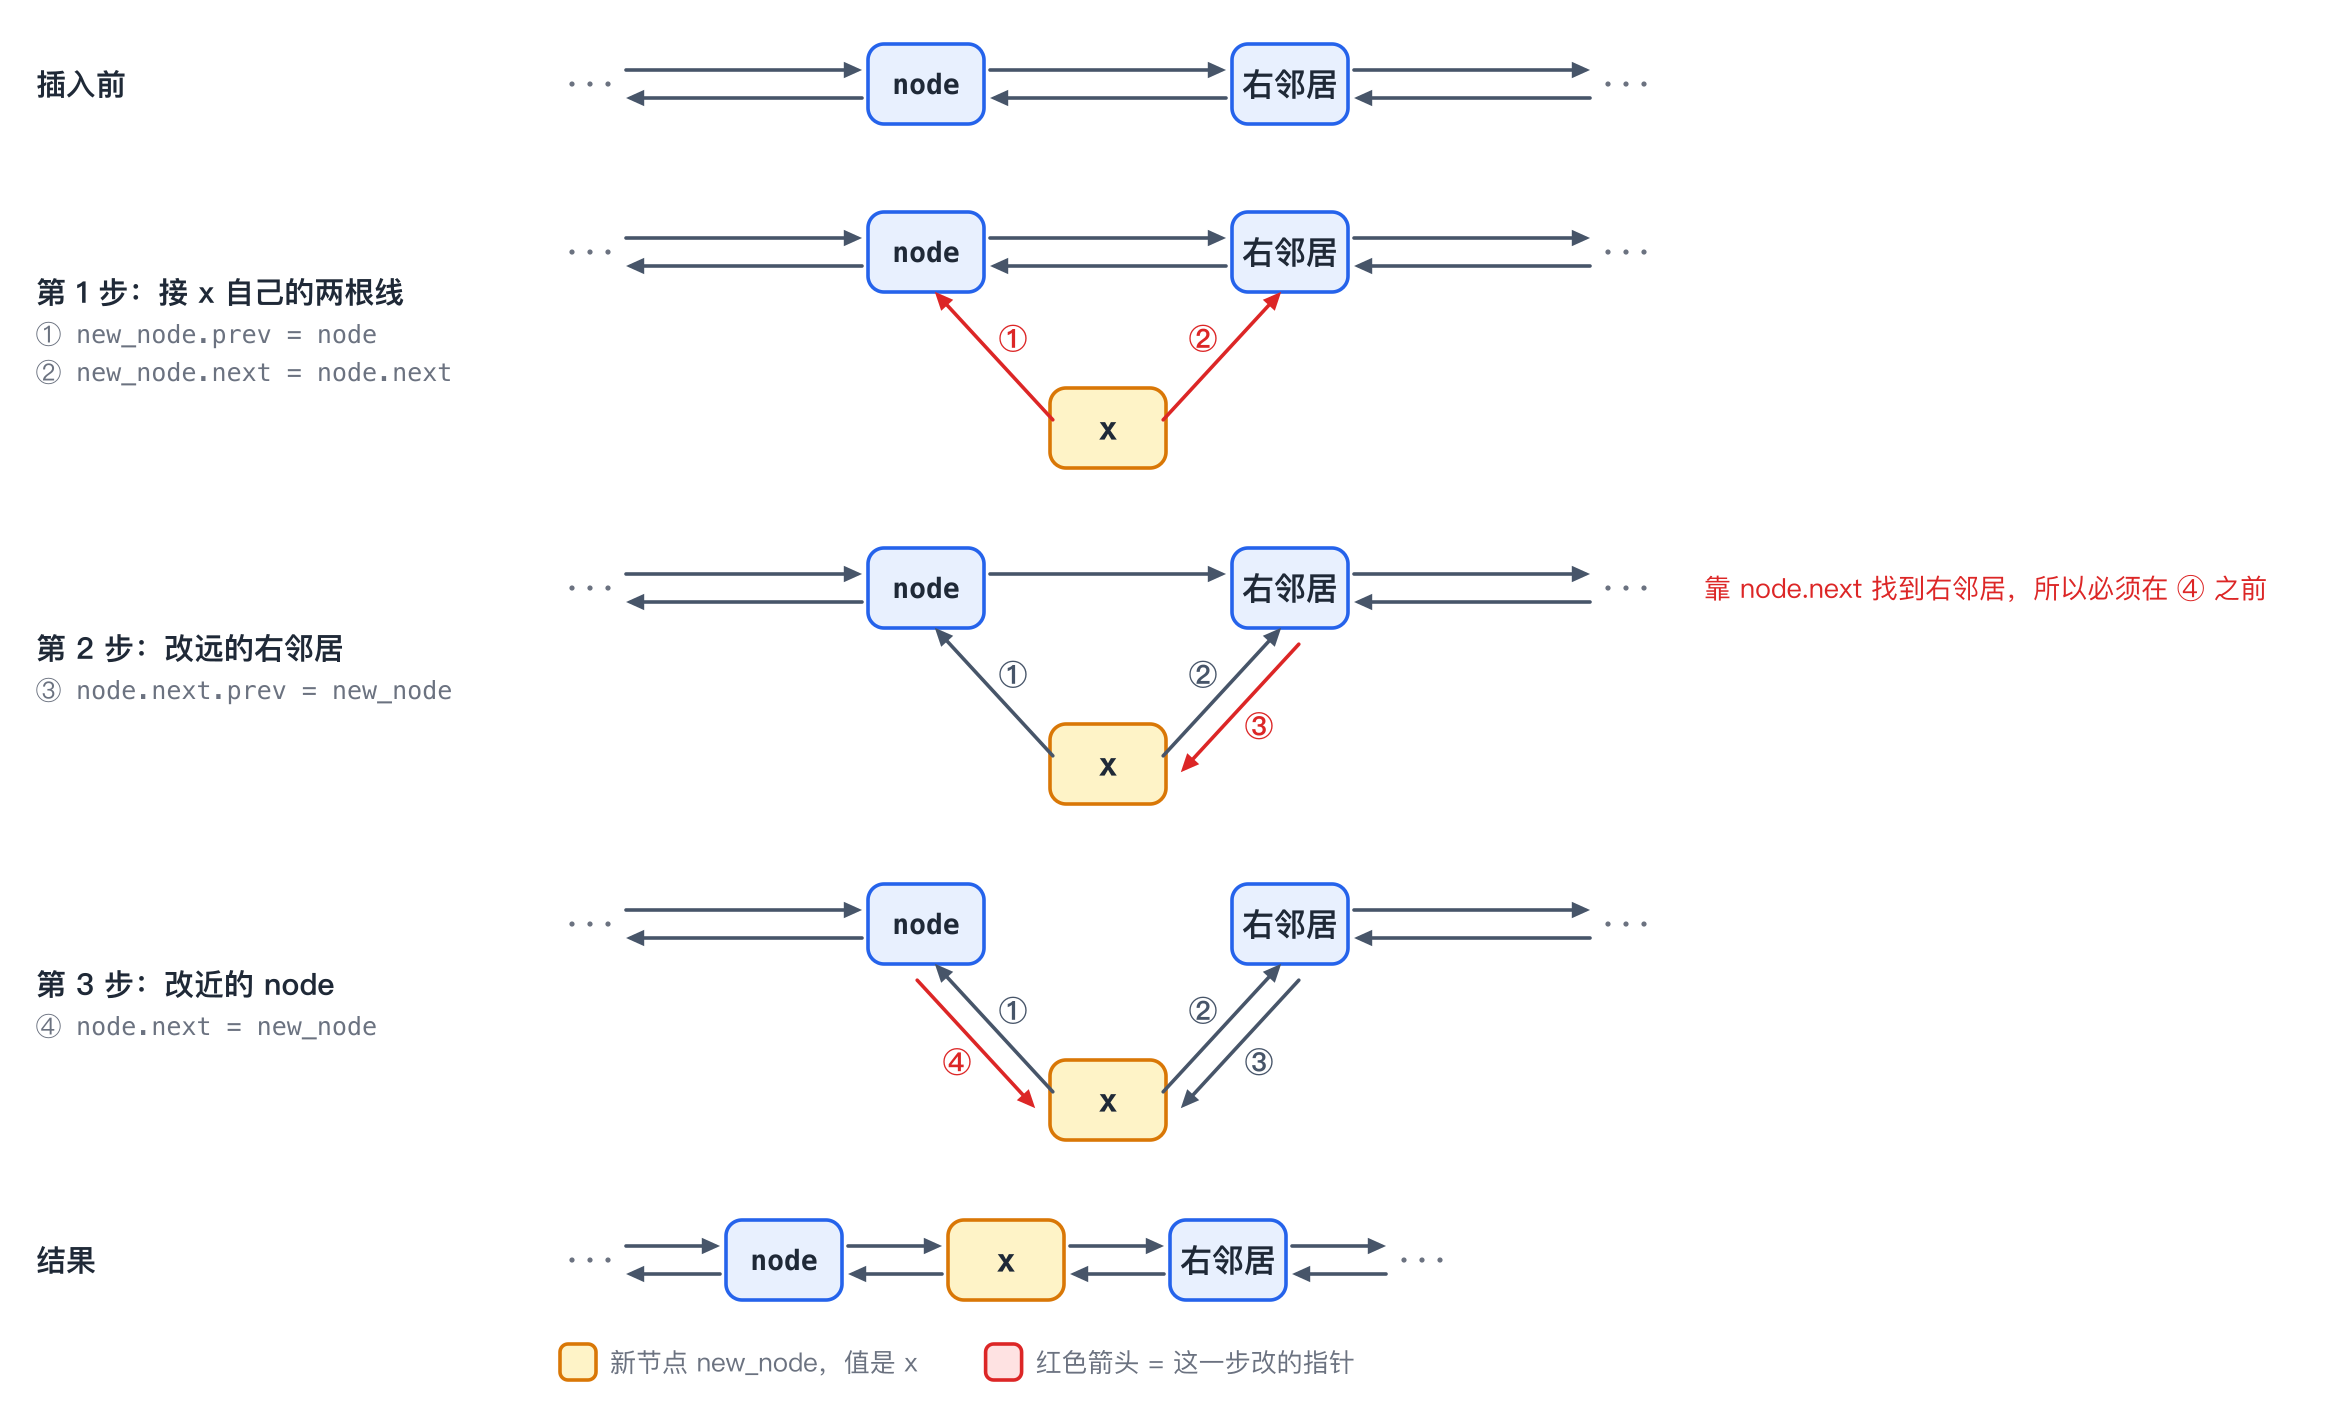 插入前
··· node 右邻居 ···
··· node 右邻居 ···
第 1 步：接 x 自己的两根线
① new_node.prev = node
② new_node.next = node.next
① ②
x
··· node 右邻居 ··· 靠 node.next 找到右邻居，所以必须在 ④ 之前
第 2 步：改远的右邻居
③ node.next.prev = new_node
① ②
③
x
··· node 右邻居 ···
第 3 步：改近的 node
④ node.next = new_node
① ②
④ ③
x
结果
··· node x 右邻居 ···
新节点 new_node，值是 x
红色箭头 = 这一步改的指针